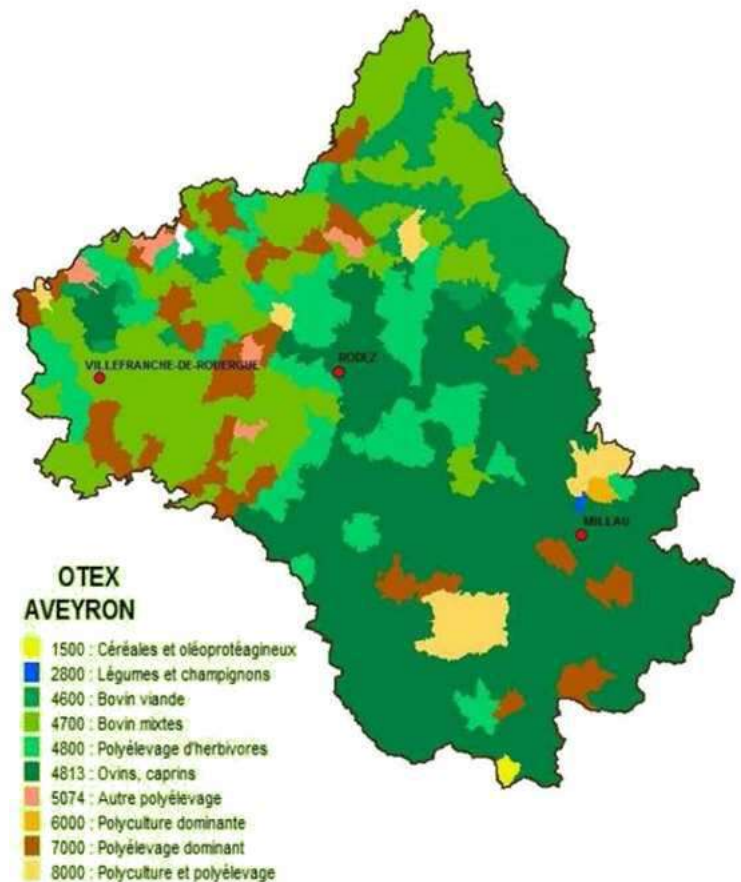 VILLEFRANCHE-DE-ROUERGUE
RODEZ
MILLAU
OTEX
AVEYRON
1500 : Céréales et oléoprotéagineux
2800 : Légumes et champignons
4600 : Bovin viande
4700 : Bovin mixtes
4800 : Polyélevage d'herbivores
4813 : Ovins, caprins
5074 : Autre polyélevage
6000 : Polyculture dominante
7000 : Polyélevage dominant
8000 : Polyculture et polyélevage